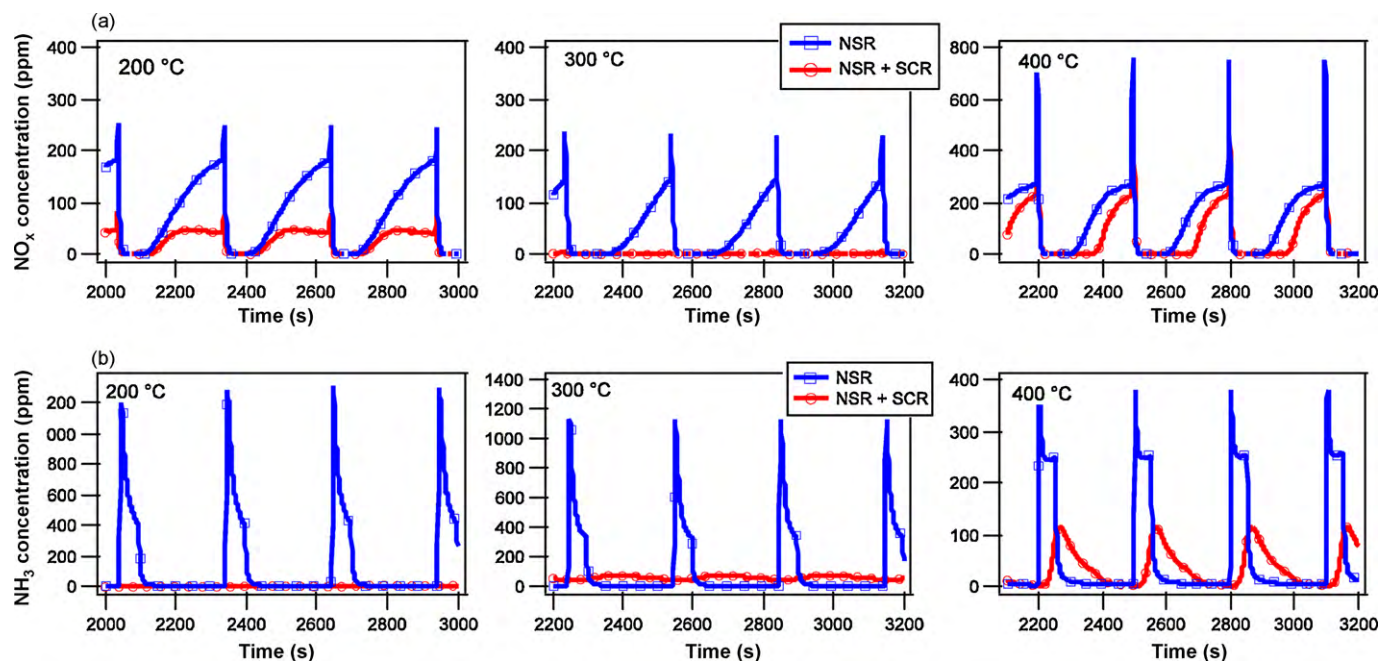 (a)
NOx concentration (ppm)
400
300
200
100
0
200 °C
2000 2200 2400 2600 2800 3000
Time (s)
400
300
200
100
0
300 °C
NSR
NSR + SCR
2200 2400 2600 2800 3000 3200
Time (s)
800
600
400
200
0
400 °C
2200 2400 2600 2800 3000 3200
Time (s)
(b)
NH3 concentration (ppm)
200
000
800
600
400
200
0
200 °C
2000 2200 2400 2600 2800 3000
Time (s)
1400
1200
1000
800
600
400
200
0
300 °C
NSR
NSR + SCR
2200 2400 2600 2800 3000 3200
Time (s)
400
300
200
100
0
400 °C
2200 2400 2600 2800 3000 3200
Time (s)